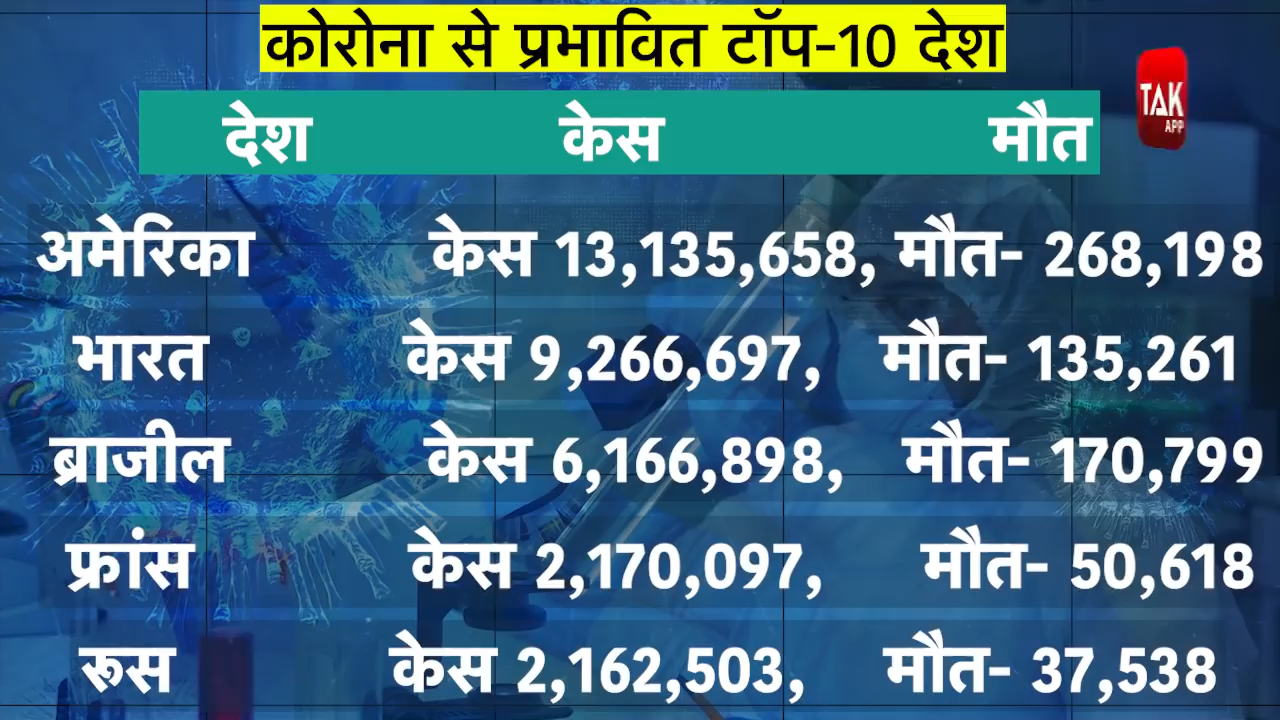 कोरोना से प्रभावित टॉप-10 देश
TAK
APP
देश केस मौत
अमेरिका केस 13,135,658, मौत- 268,198
भारत केस 9,266,697, मौत- 135,261
ब्राजील केस 6,166,898, मौत- 170,799
फ्रांस केस 2,170,097, मौत- 50,618
रूस केस 2,162,503, मौत- 37,538